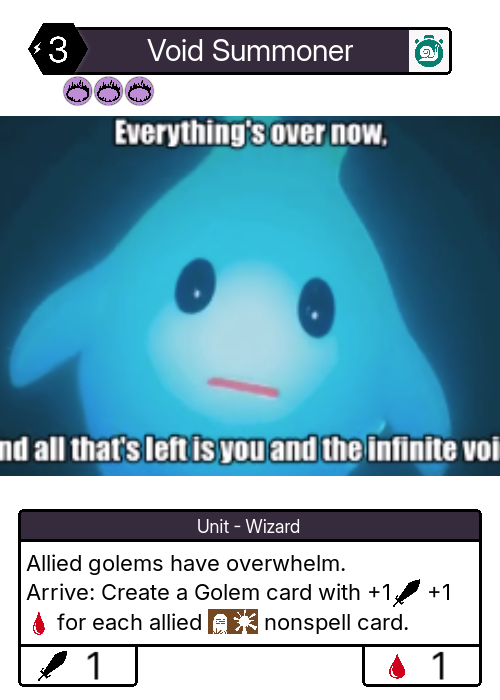 3 Void Summoner
Everything's over now,
nd all that's left is you and the infinite voi
Unit - Wizard
Allied golems have overwhelm.
Arrive: Create a Golem card with +1 +1
for each allied nonspell card.
1 1